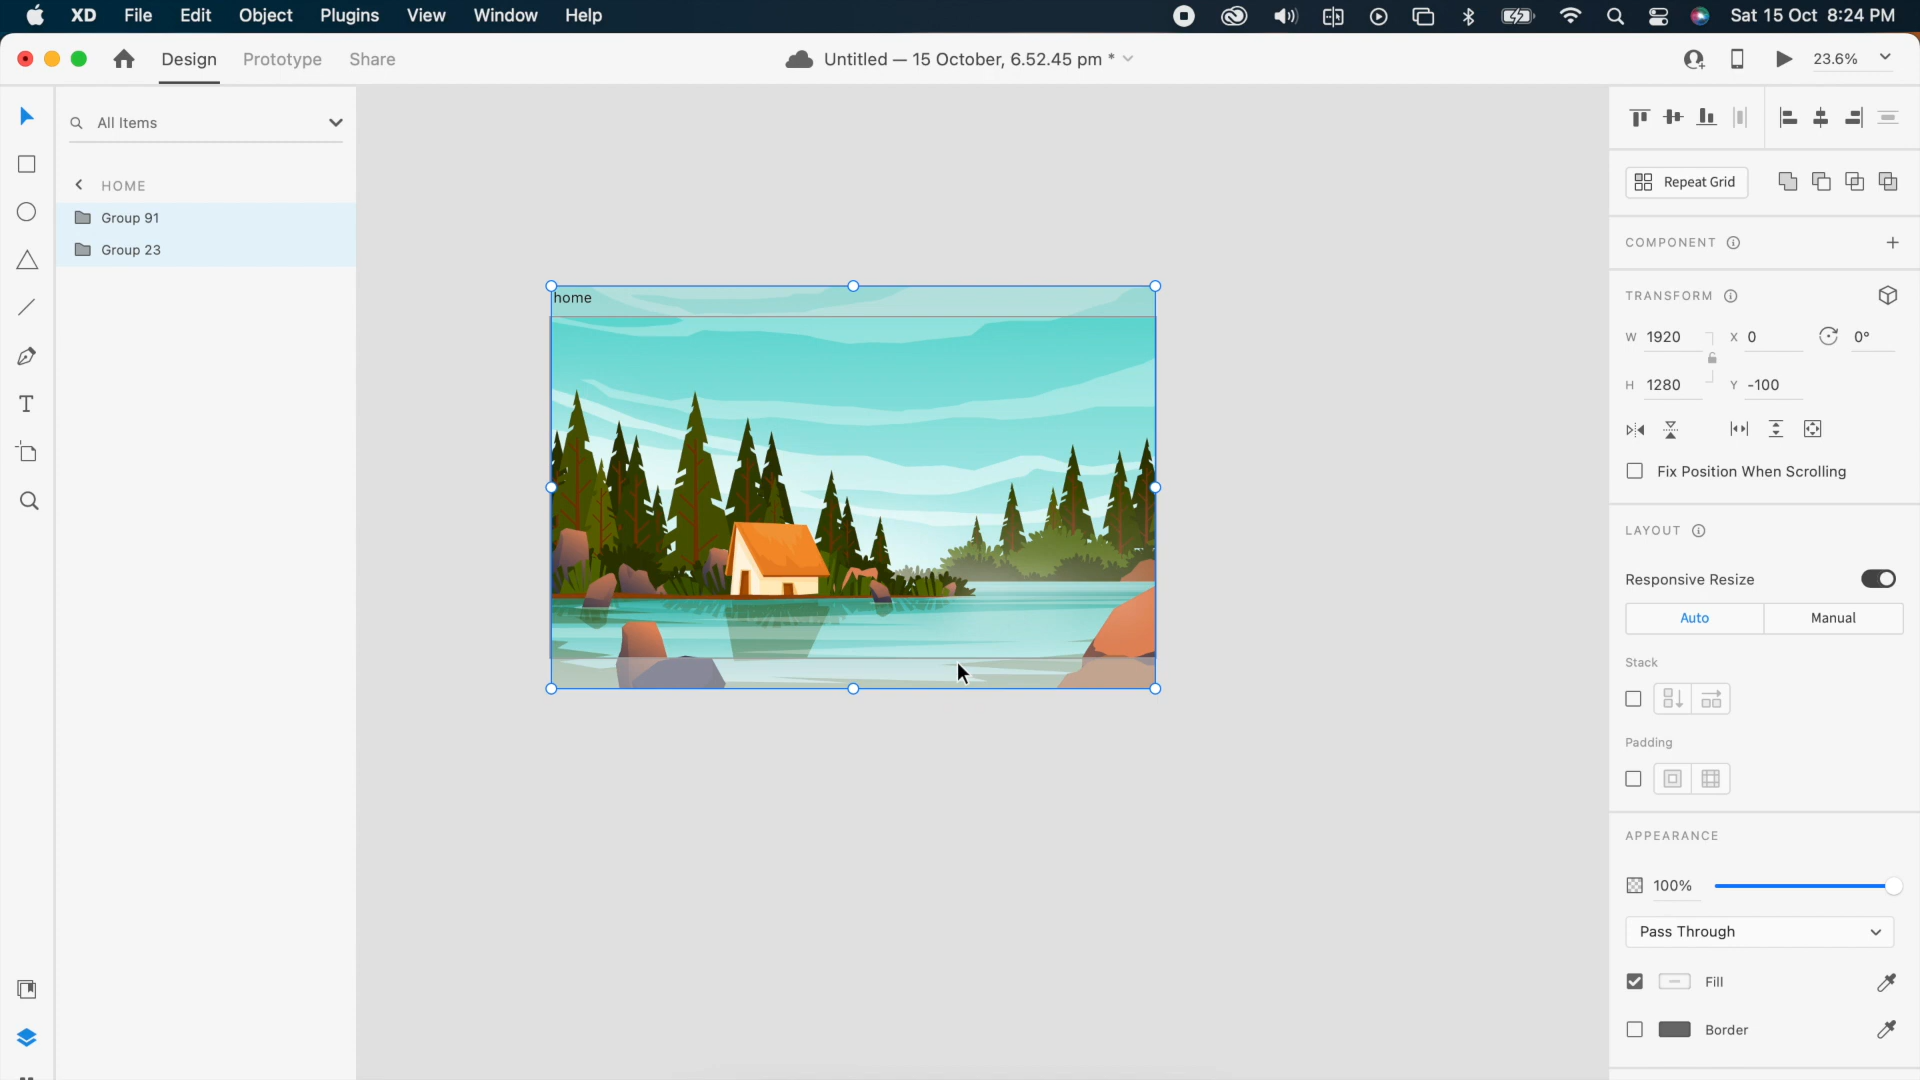 XD File Edit Object Plugins View Window Help Sat 15 Oct 8:24 PM
Design Prototype Share Untitled — 15 October, 6.52.45 pm * 23.6%
All Items
HOME
Group 91
Group 23
home
Repeat Grid
COMPONENT
TRANSFORM
W 1920 X 0 0°
H 1280 Y -100
Fix Position When Scrolling
LAYOUT
Responsive Resize
Auto Manual
Stack
Padding
APPEARANCE
100%
Pass Through
Fill
Border